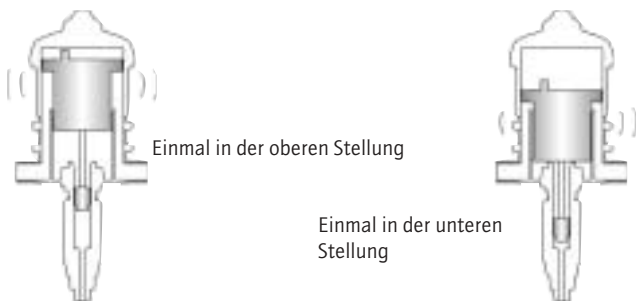 Einmal in der oberen Stellung
Einmal in der unteren
Stellung